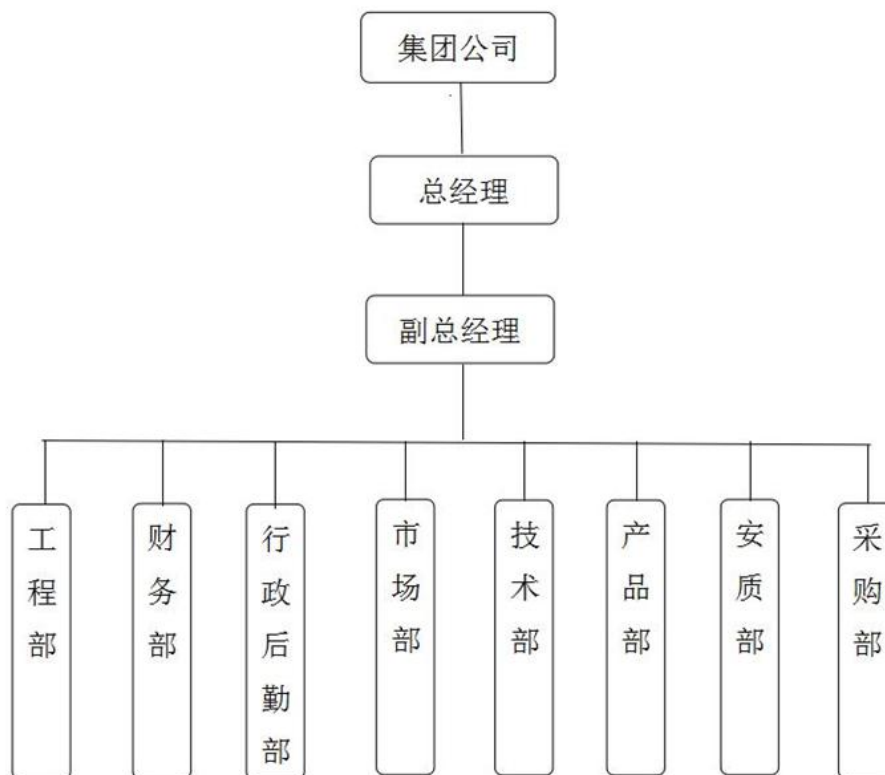 集团公司
总经理
副总经理
工程部
财务部
行政后勤部
市场部
技术部
产品部
安质部
采购部